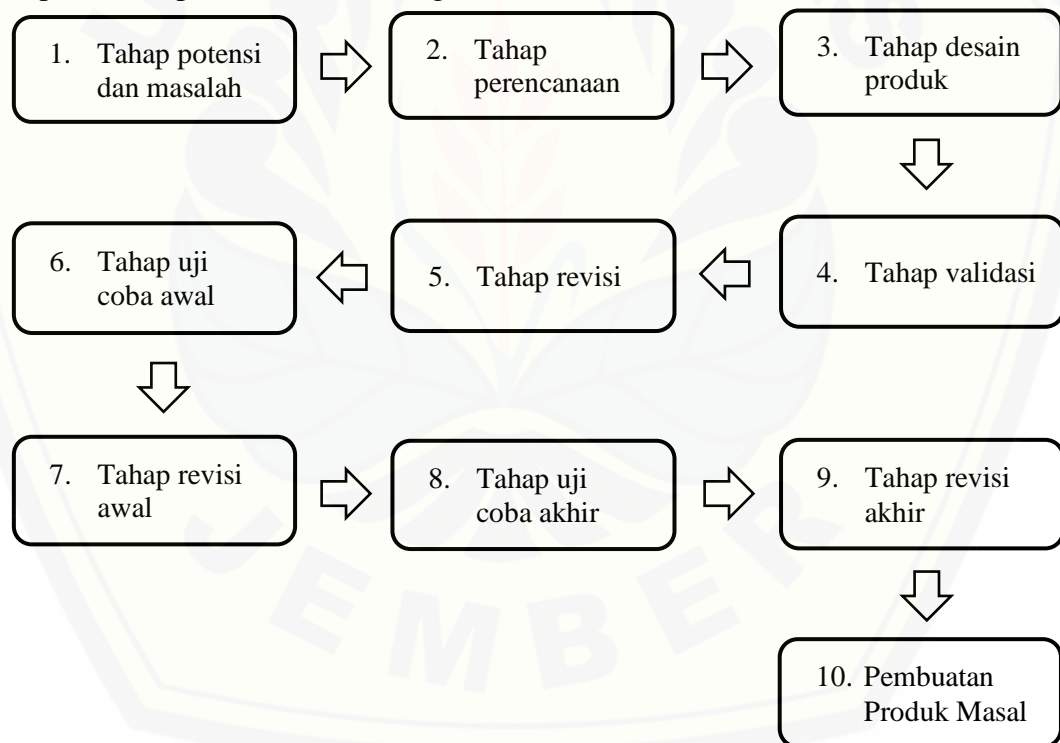 1. Tahap potensi
dan masalah
2. Tahap
perencanaan
3. Tahap desain
produk
4. Tahap validasi
5. Tahap revisi
6. Tahap uji
coba awal
7. Tahap revisi
awal
8. Tahap uji
coba akhir
9. Tahap revisi
akhir
10. Pembuatan
Produk Masal
JEMBER